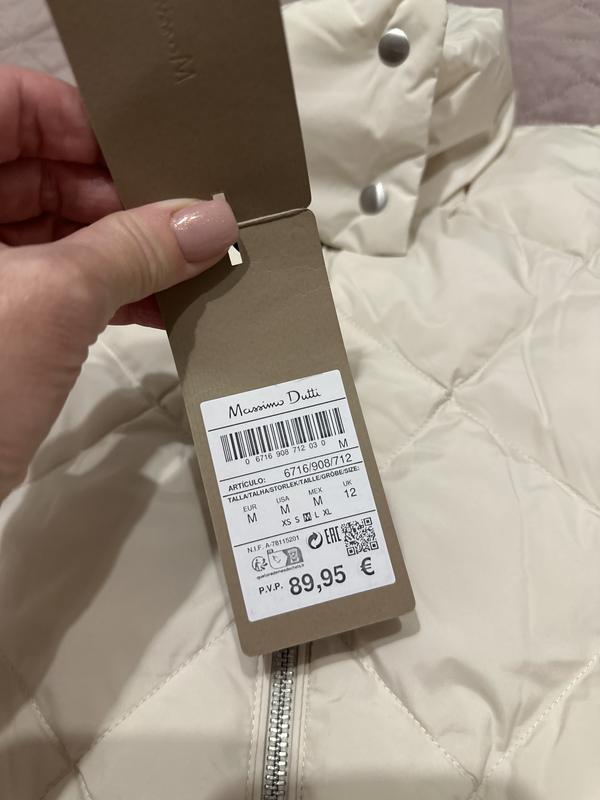 Massimo Dutti
0 6716 908 712 03 0 M
ARTÍCULO: 6716/908/712
TALLA/TALHA/STORLEK/TAILLE/GRÖßE/SIZE:
EUR USA MEX UK
M M M 12
XS S M L XL
N.I.F. A-78115201
EAC
P.V.P. 89,95 €